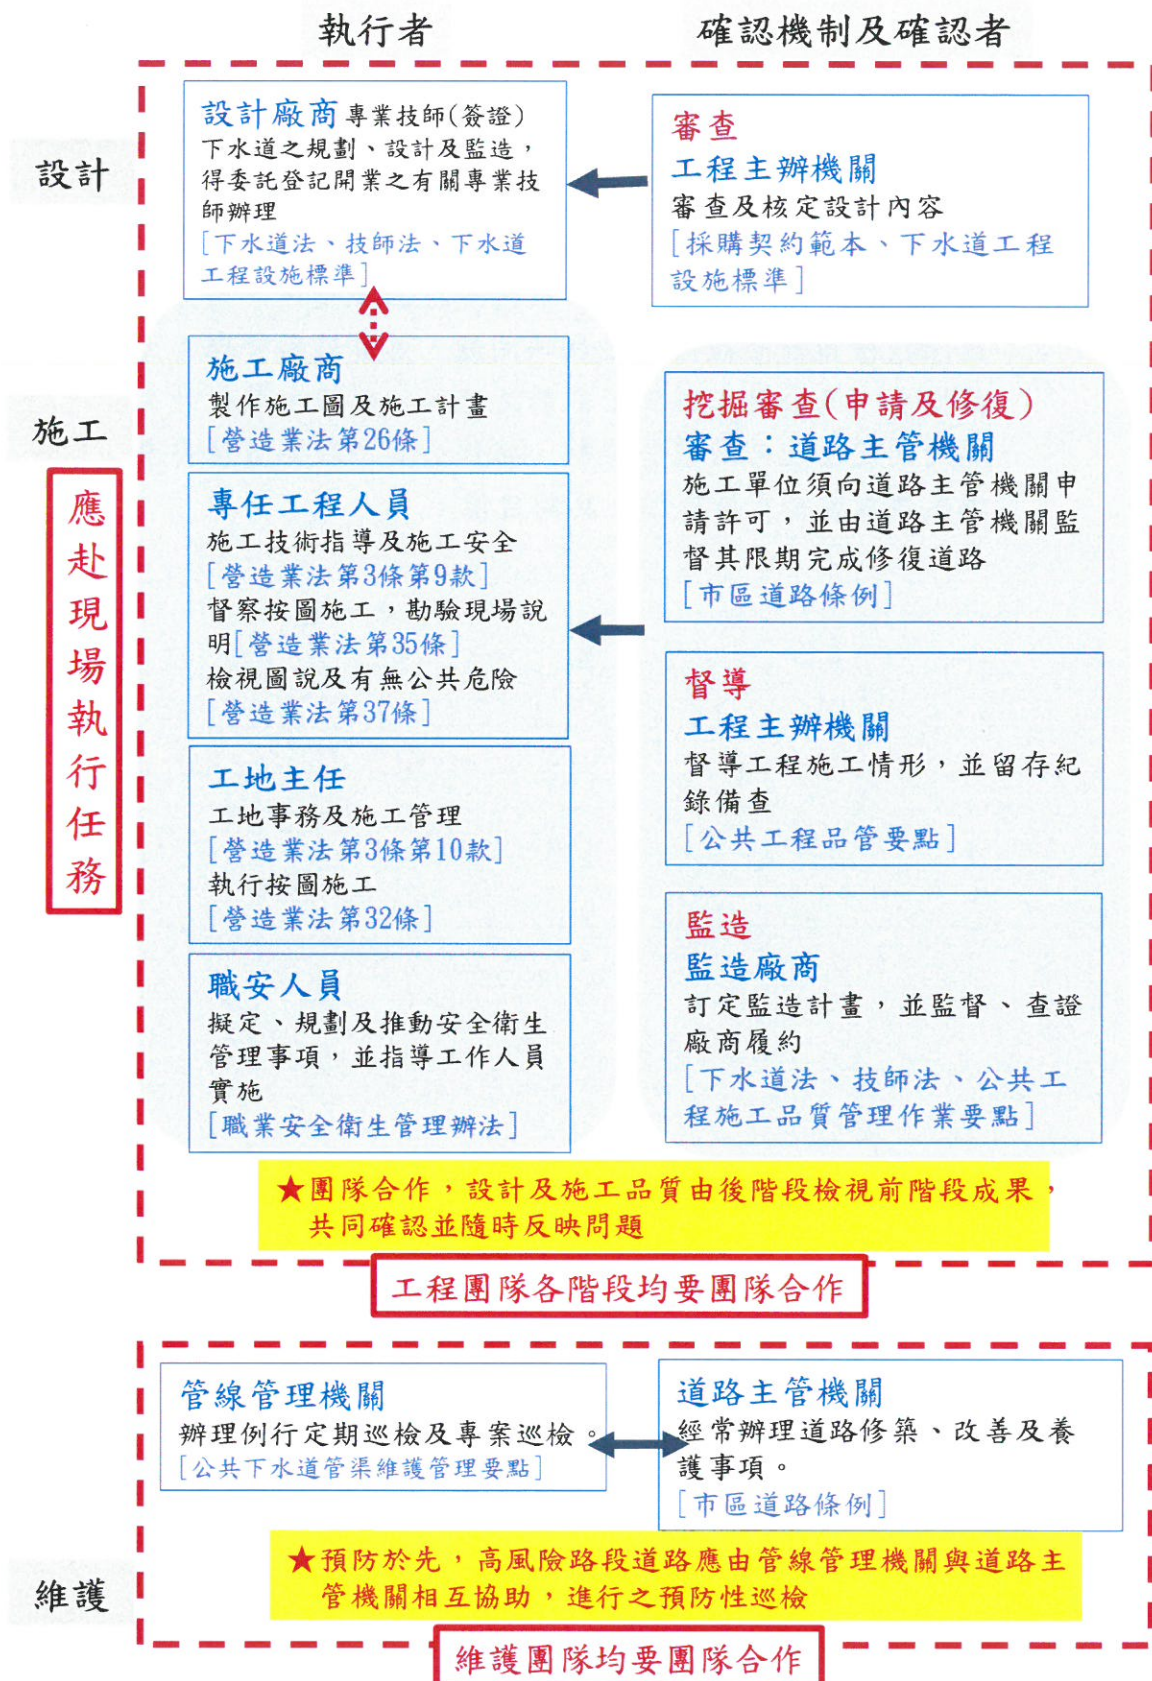 執行者
確認機制及確認者
設計
設計廠商 專業技師(簽證)
下水道之規劃、設計及監造，
得委託登記開業之有關專業技
師辦理
[下水道法、技師法、下水道
工程設施標準]
審查
工程主辦機關
審查及核定設計內容
[採購契約範本、下水道工程
設施標準]
施工
應赴現場執行任務
施工廠商
製作施工圖及施工計畫
[營造業法第26條]
專任工程人員
施工技術指導及施工安全
[營造業法第3條第9款]
督察按圖施工，勘驗現場說
明[營造業法第35條]
檢視圖說及有無公共危險
[營造業法第37條]
工地主任
工地事務及施工管理
[營造業法第3條第10款]
執行按圖施工
[營造業法第32條]
職安人員
擬定、規劃及推動安全衛生
管理事項，並指導工作人員
實施
[職業安全衛生管理辦法]
挖掘審查(申請及修復)
審查：道路主管機關
施工單位須向道路主管機關申
請許可，並由道路主管機關監
督其限期完成修復道路
[市區道路條例]
督導
工程主辦機關
督導工程施工情形，並留存紀
錄備查
[公共工程品管要點]
監造
監造廠商
訂定監造計畫，並監督、查證
廠商履約
[下水道法、技師法、公共工
程施工品質管理作業要點]
★團隊合作，設計及施工品質由後階段檢視前階段成果，
共同確認並隨時反映問題
工程團隊各階段均要團隊合作
維護
管線管理機關
辦理例行定期巡檢及專案巡檢。
[公共下水道管渠維護管理要點]
道路主管機關
經常辦理道路修築、改善及養
護事項。
[市區道路條例]
★預防於先，高風險路段道路應由管線管理機關與道路主
管機關相互協助，進行之預防性巡檢
維護團隊均要團隊合作